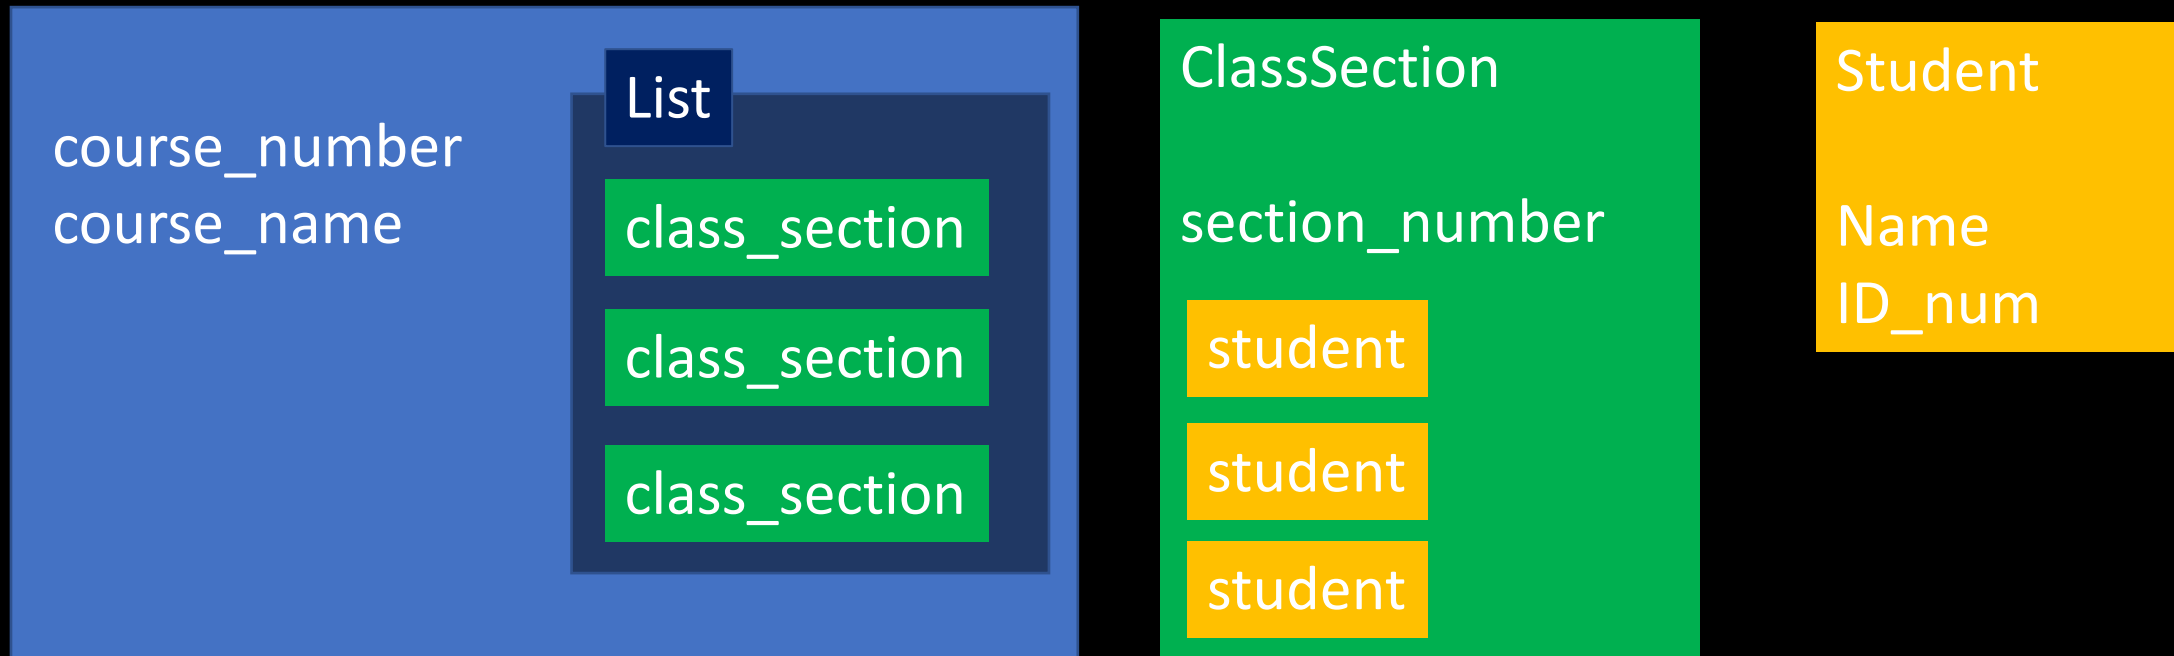 course_number
course_name
List
class_section
class_section
class_section
ClassSection
section_number
student
student
student
Student
Name
ID_num